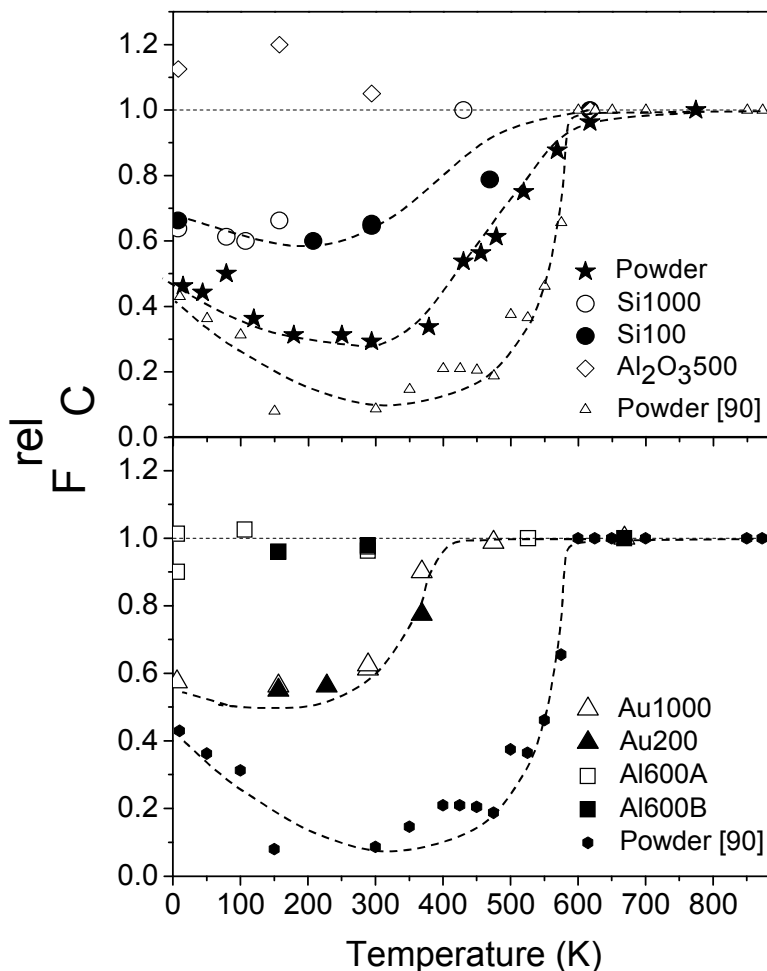 1.2
1.0
0.8
0.6
0.4
0.2
0.0
Powder
Si1000
Si100
Al2O3500
Powder [90]
F rel C
1.2
1.0
0.8
0.6
0.4
0.2
0.0
Au1000
Au200
Al600A
Al600B
Powder [90]
0 100 200 300 400 500 600 700 800
Temperature (K)